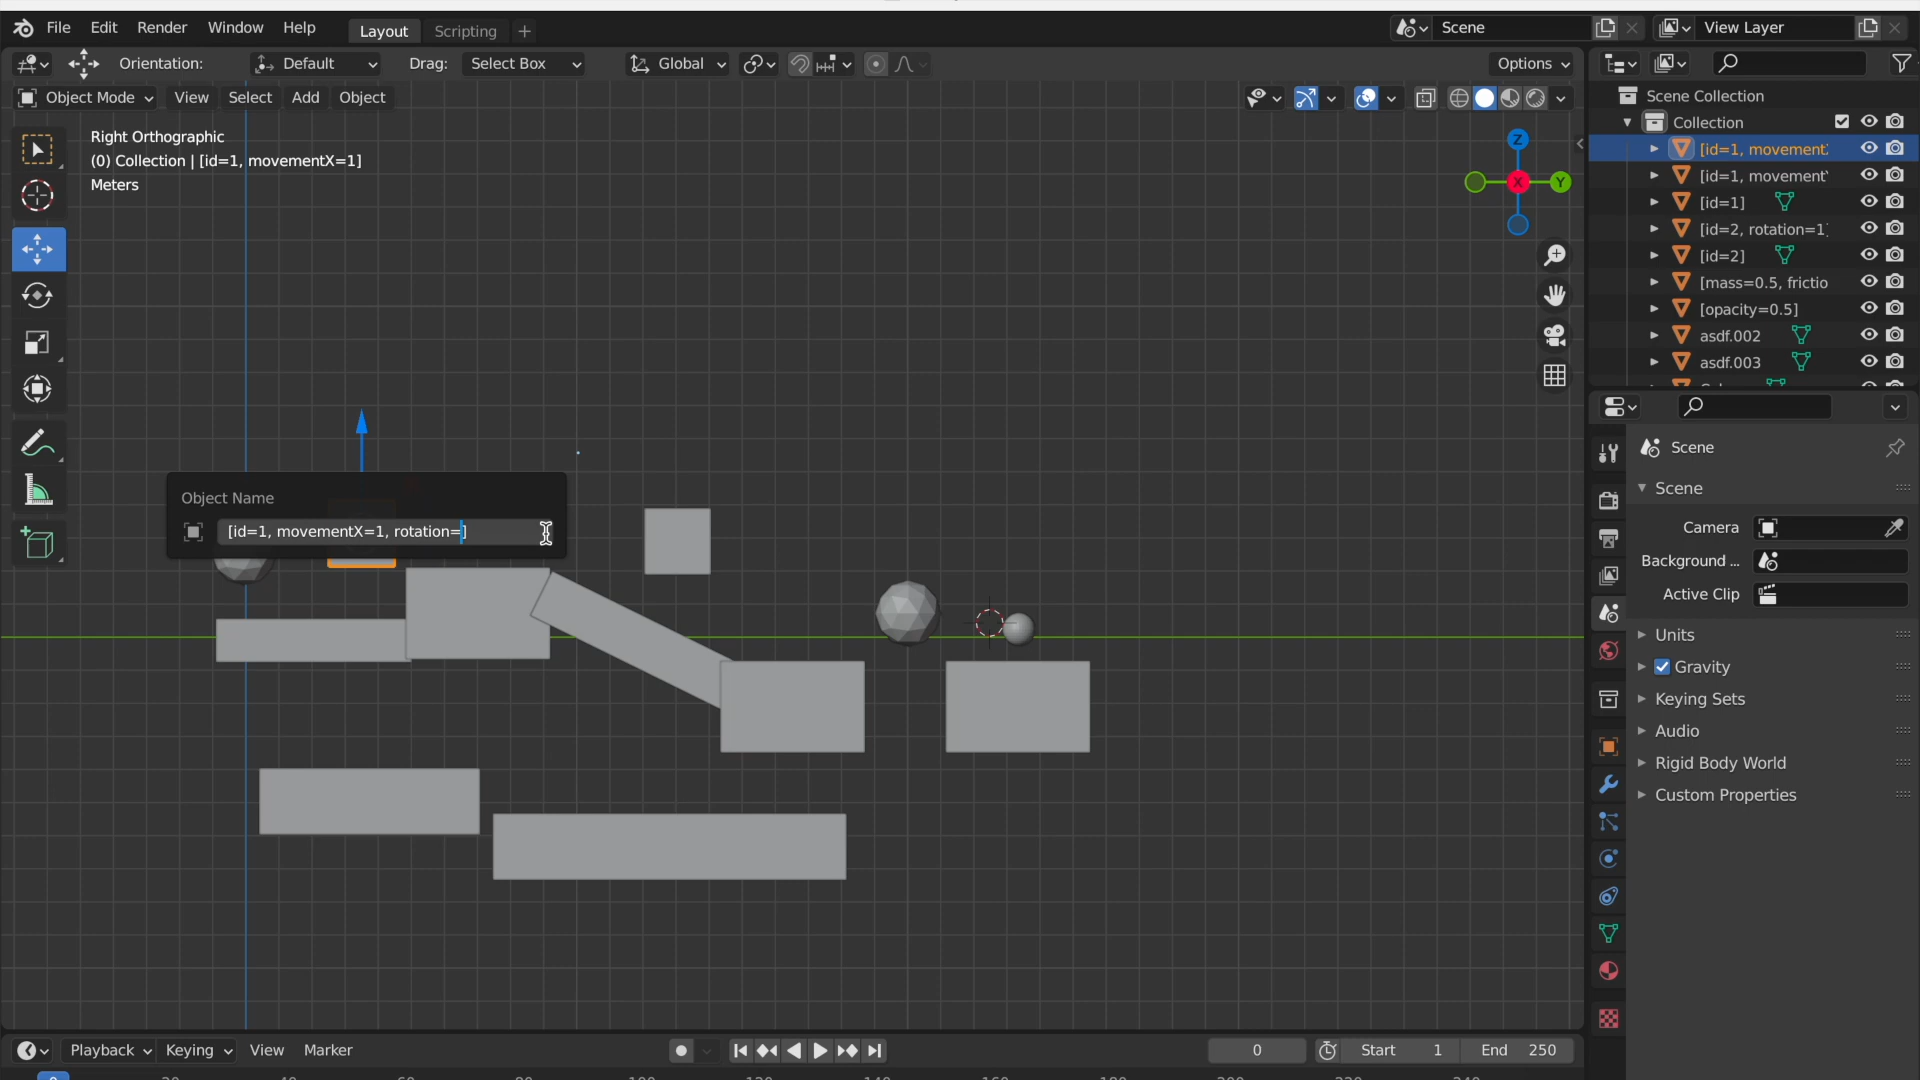 File Edit Render Window Help Layout Scripting + Scene View Layer
Orientation: Default Drag: Select Box Global Options
Object Mode View Select Add Object
Right Orthographic
(0) Collection | [id=1, movementX=1]
Meters
Z
X
Y
Object Name
[id=1, movementX=1, rotation=]
Scene Collection
Collection
[id=1, movement
[id=1, movement
[id=1]
[id=2, rotation=1
[id=2]
[mass=0.5, frictio
[opacity=0.5]
asdf.002
asdf.003
Scene
Scene
Camera
Background ...
Active Clip
Units
Gravity
Keying Sets
Audio
Rigid Body World
Custom Properties
Playback Keying View Marker 0 Start 1 End 250